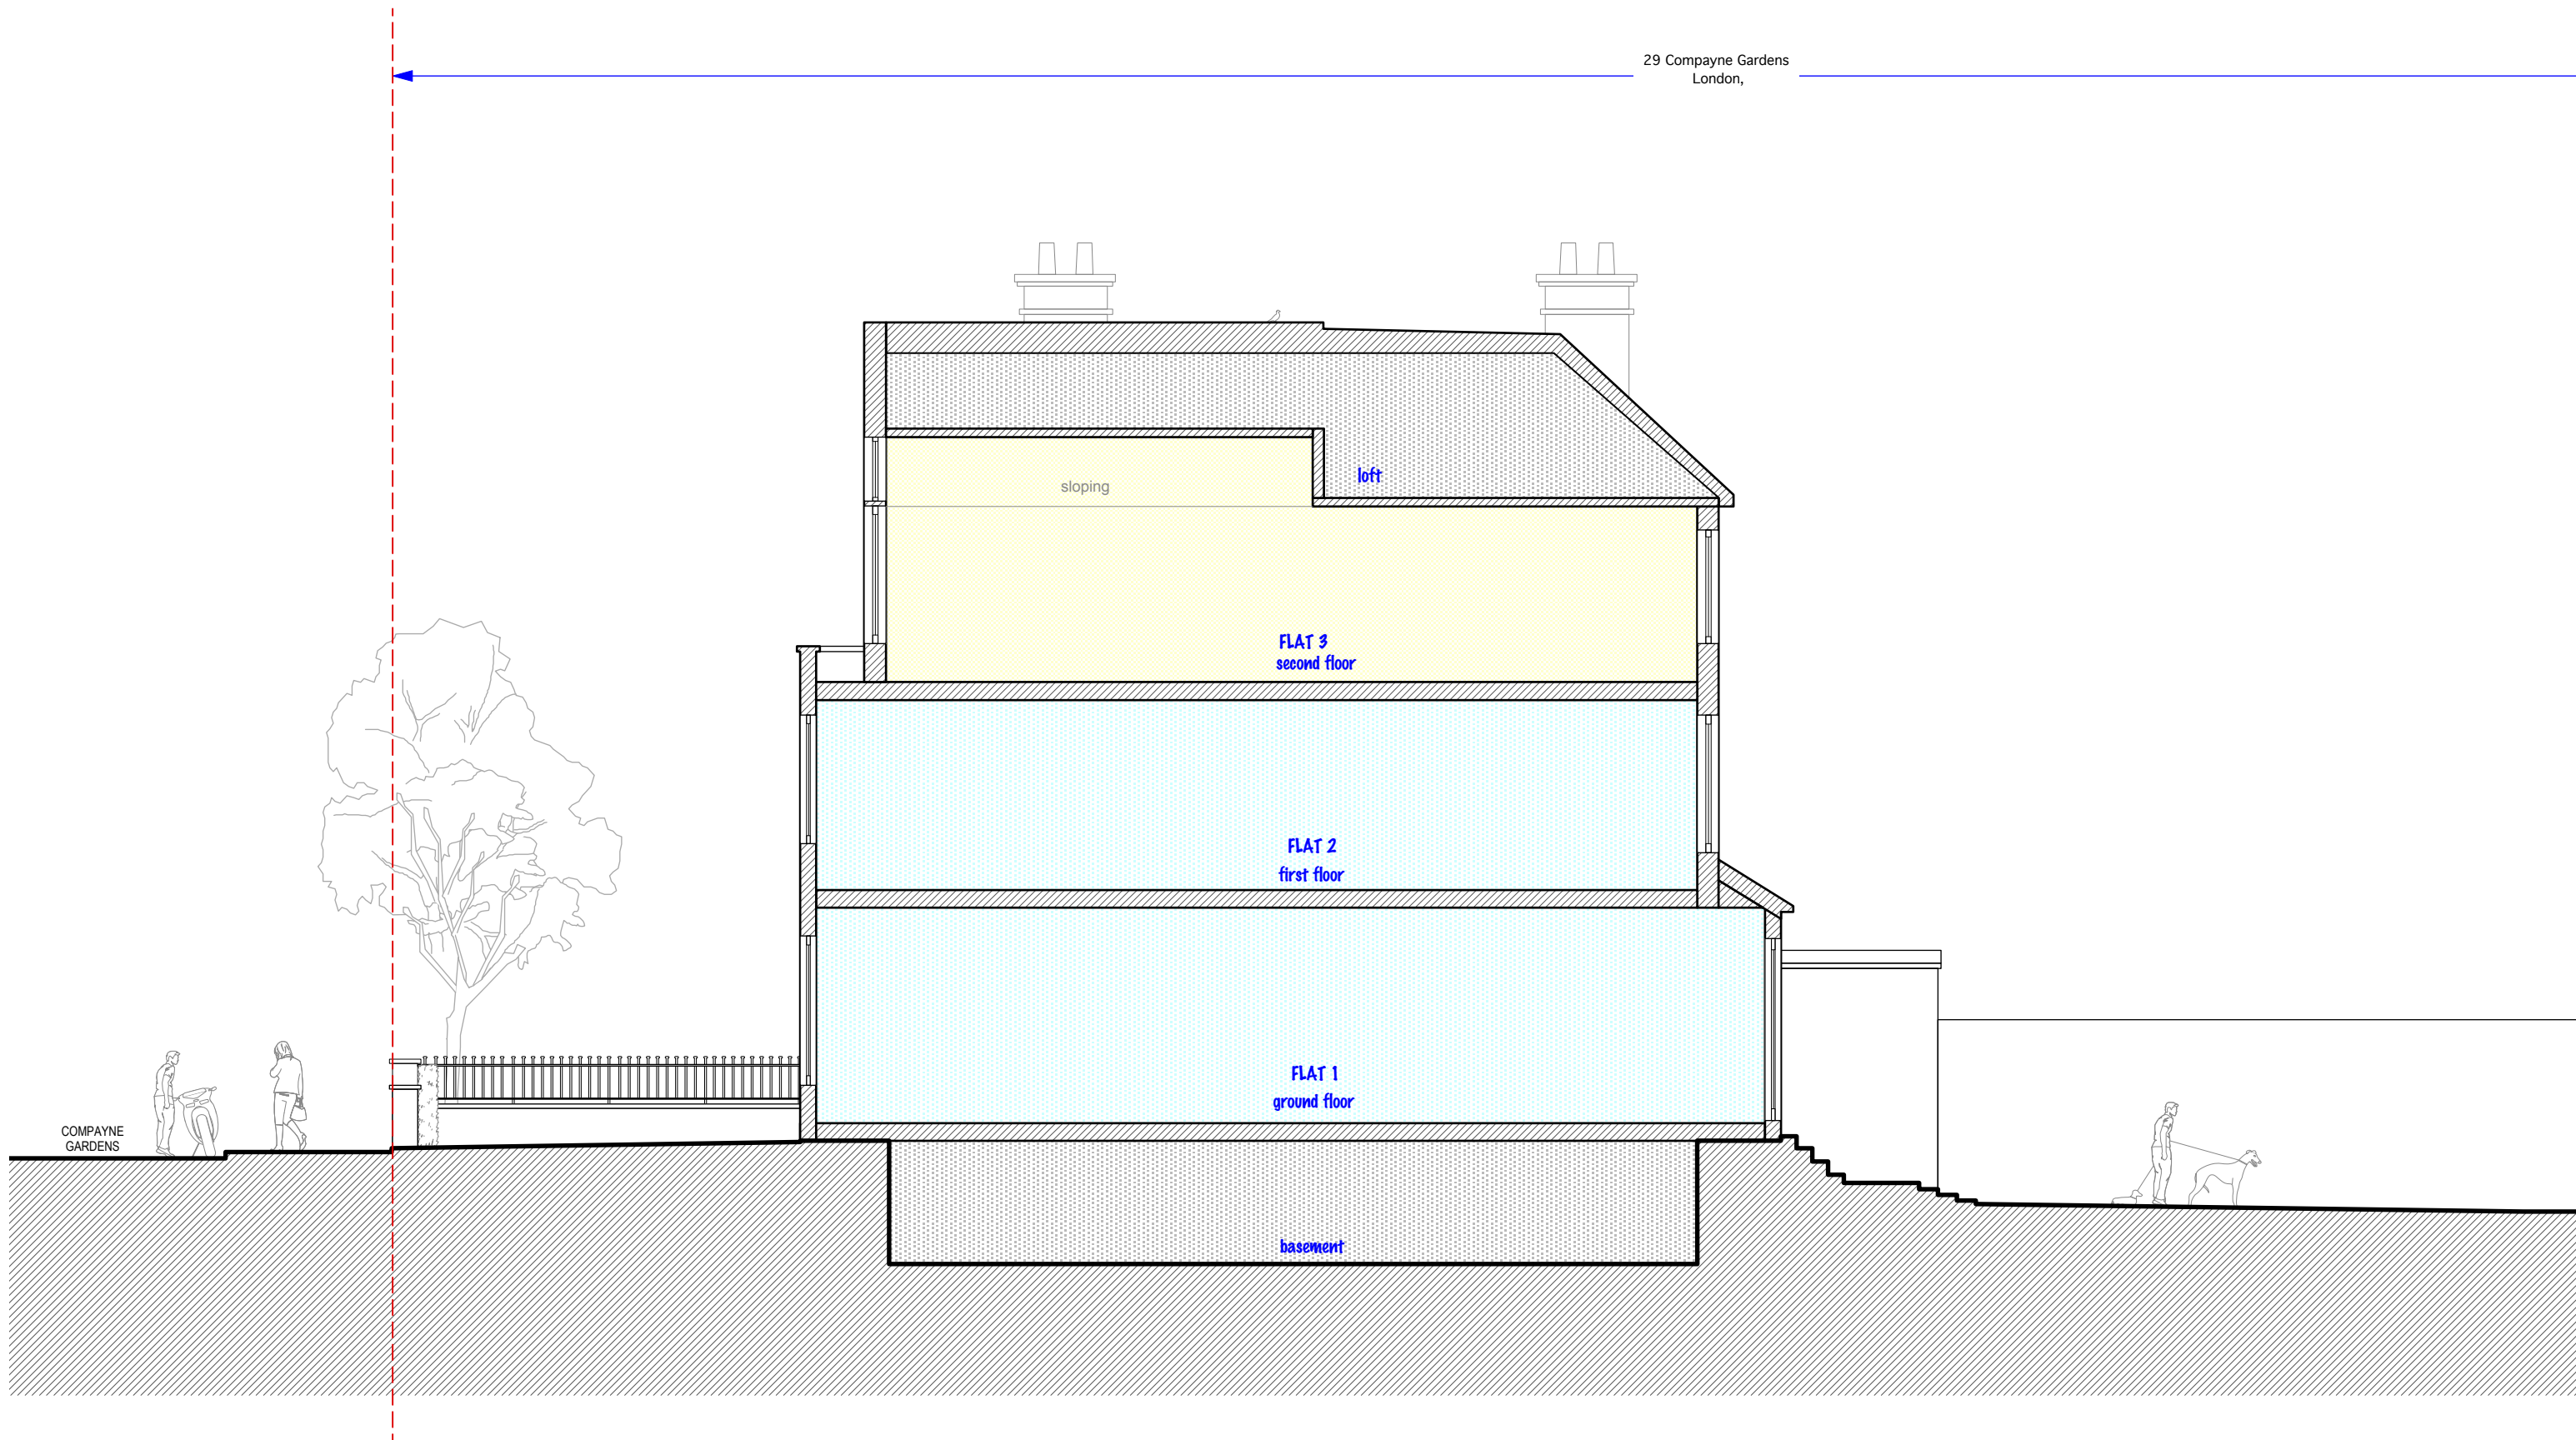 29 Compayne Gardens
London,
sloping
loft
FLAT 3
second floor
FLAT 2
first floor
FLAT 1
ground floor
COMPAYNE
GARDENS
basement